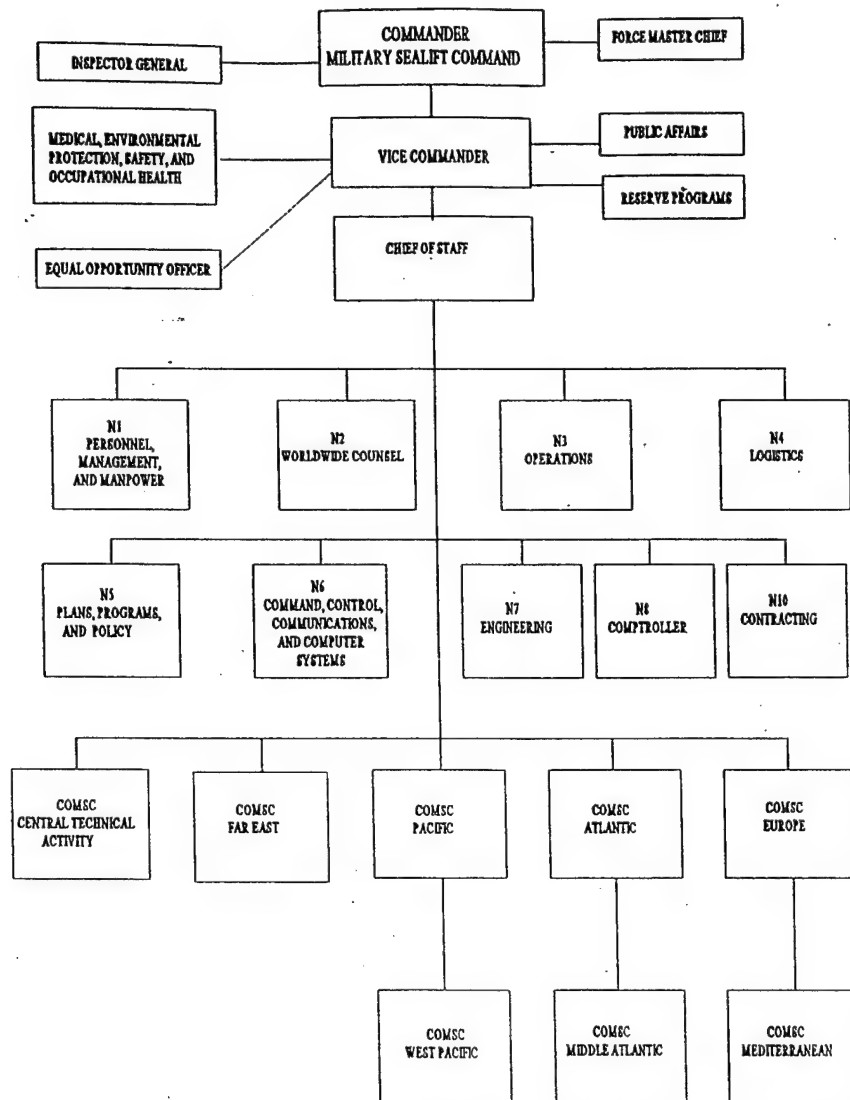 COMMANDER
MILITARY SEALIFT COMMAND
FORCE MASTER CHIEF
INSPECTOR GENERAL
MEDICAL, ENVIRONMENTAL
PROTECTION, SAFETY, AND
OCCUPATIONAL HEALTH
VICE COMMANDER
PUBLIC AFFAIRS
RESERVE PROGRAMS
EQUAL OPPORTUNITY OFFICER
CHIEF OF STAFF
N1
PERSONNEL,
MANAGEMENT,
AND MANPOWER
N2
WORLDWIDE COUNSEL
N3
OPERATIONS
N4
LOGISTICS
N5
PLANS, PROGRAMS,
AND POLICY
N6
COMMAND, CONTROL,
COMMUNICATIONS,
AND COMPUTER
SYSTEMS
N7
ENGINEERING
N8
COMPTROLLER
N10
CONTRACTING
COMSC
CENTRAL TECHNICAL
ACTIVITY
COMSC
FAR EAST
COMSC
PACIFIC
COMSC
ATLANTIC
COMSC
EUROPE
COMSC
WEST PACIFIC
COMSC
MIDDLE ATLANTIC
COMSC
MEDITERRANEAN